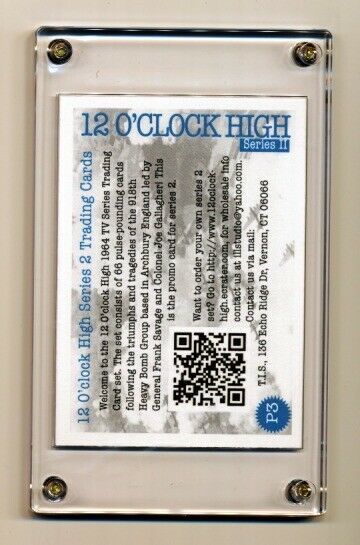 12 O'CLOCK HIGH
Series II
12 O'clock High Series 2 Trading Cards
Welcome to the 12 O'clock High 1964 TV Series Trading
Card set. The set consists of 66 pulse-pounding cards
following the triumphs and tragedies of the 918th
Heavy Bomb Group based in Archbury England led by
General Frank Savage and Colonel Joe Gallagher! This
is the promo card for series 2.
Want to order your own series 2
set? Go to http://www.12oclock-
high.crater.com for wholesale info
contact us at tiistudio@yahoo.com
Contact us via mail:
T.I.S., 136 Echo Ridge Dr, Vernon, CT 06066
P3